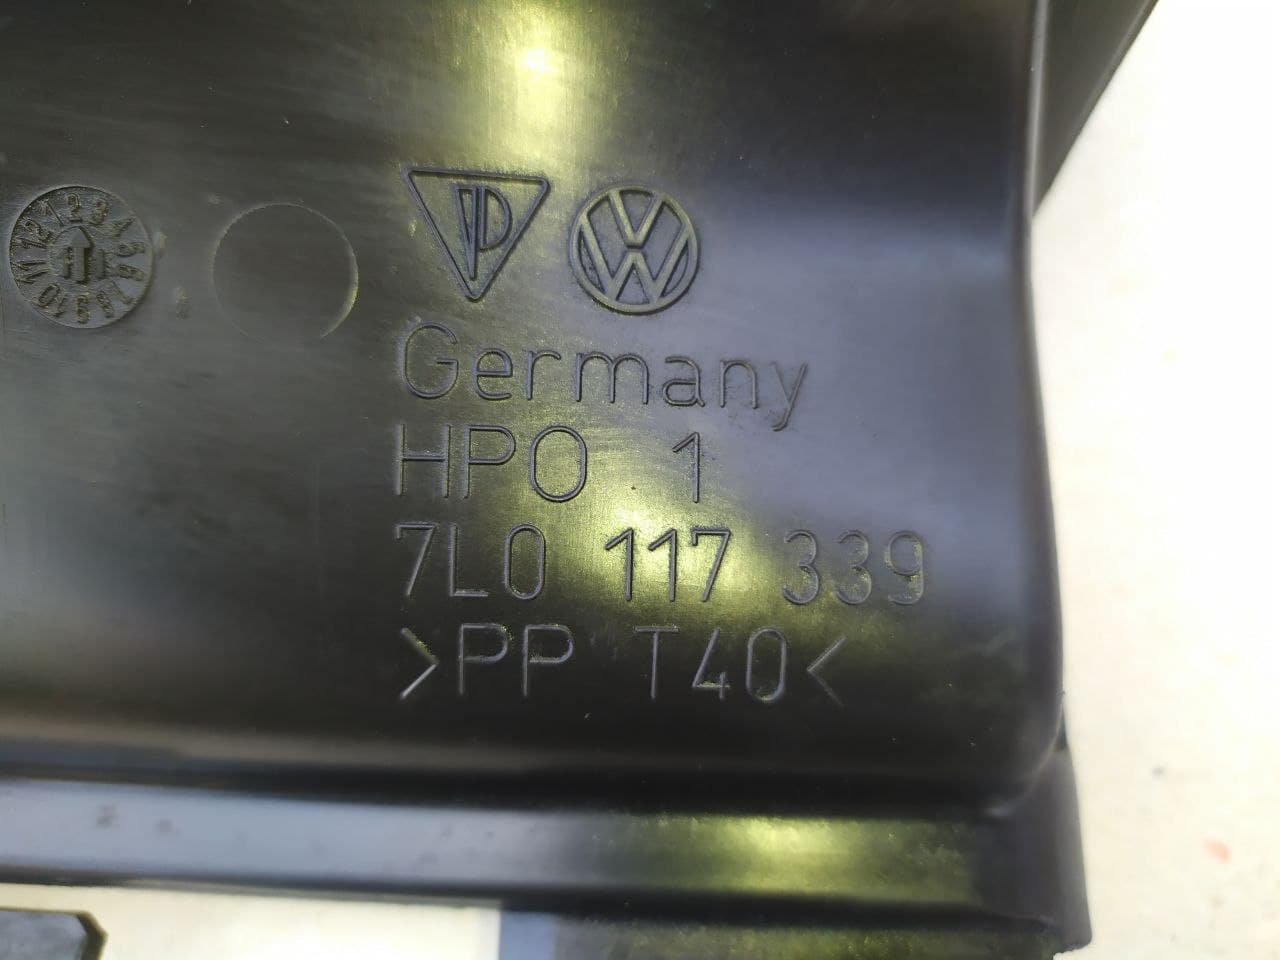 Germany
HPO 1
7L0 117 339
>PP T40<